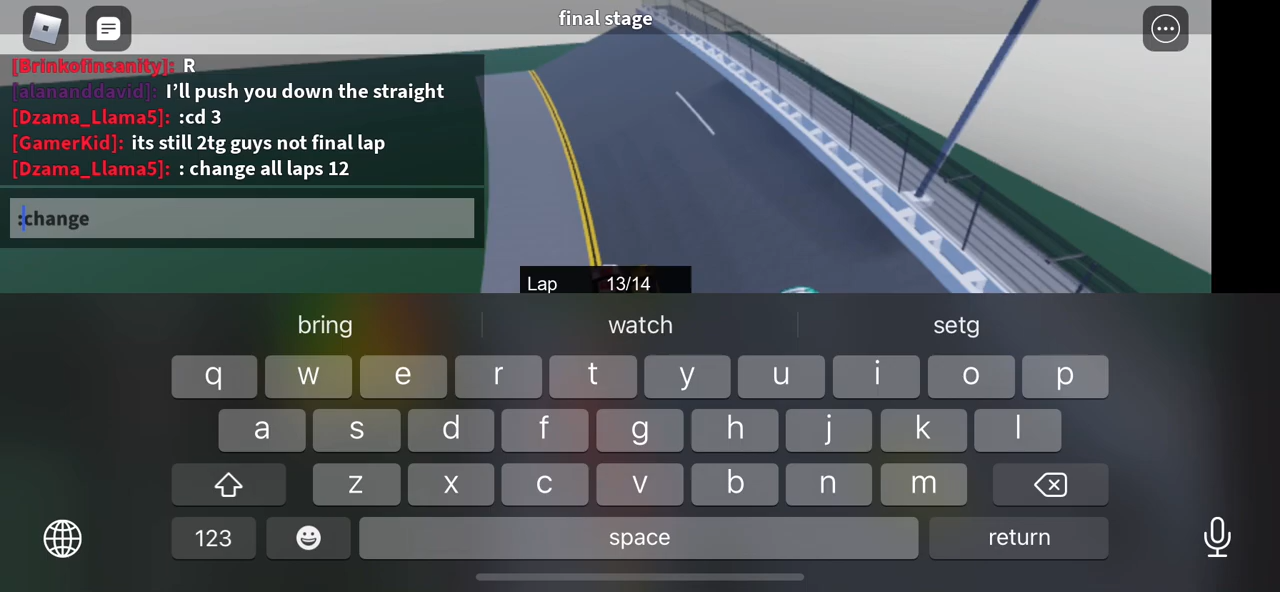 final stage
[Brinkofinsanity]: R
[alananddavid]: I’ll push you down the straight
[Dzama_Llama5]: :cd 3
[GamerKid]: its still 2tg guys not final lap
[Dzama_Llama5]: : change all laps 12
:change
Lap 13/14
bring watch setg
q w e r t y u i o p
a s d f g h j k l
z x c v b n m
123 space return